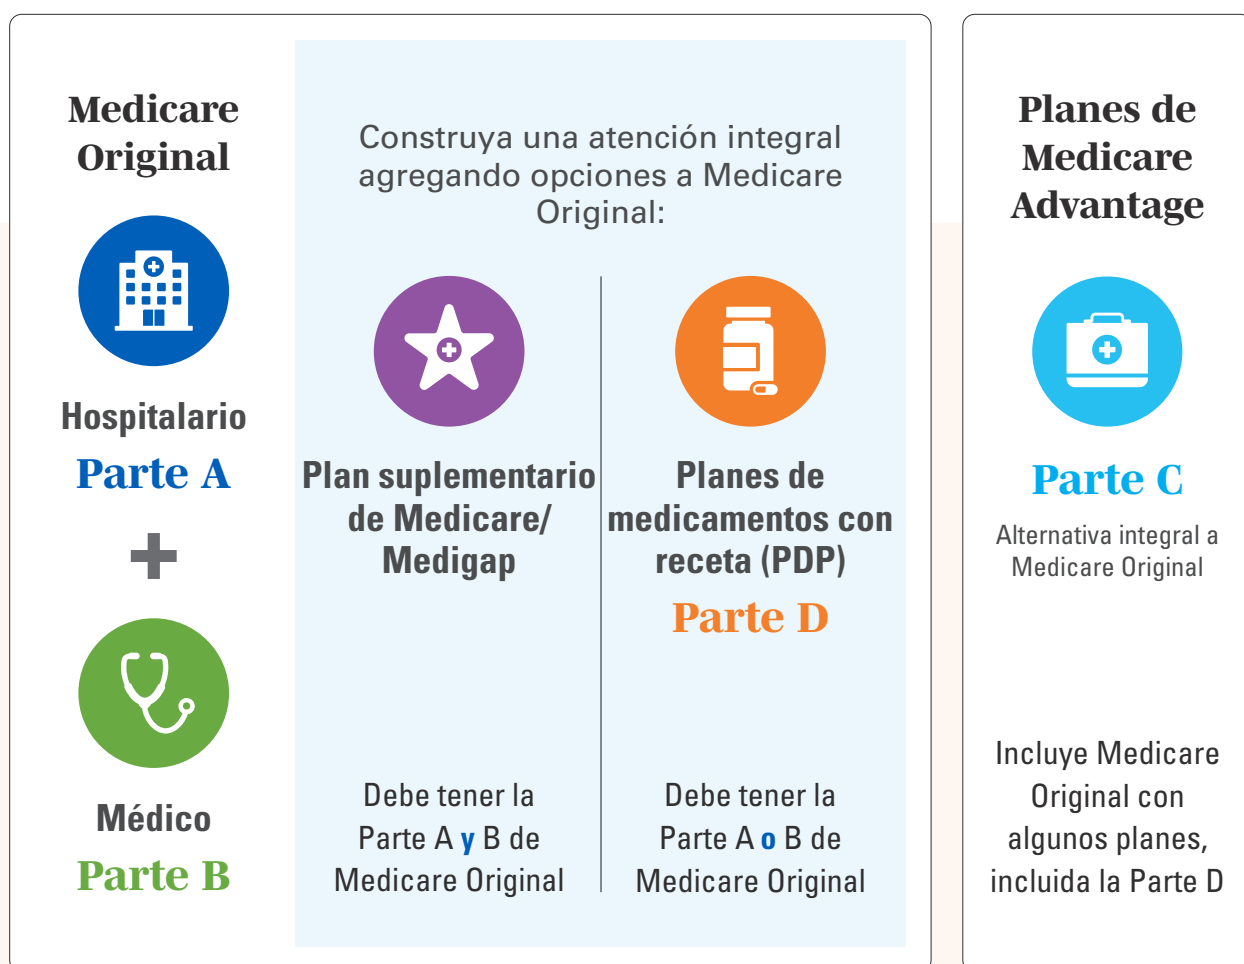 Medicare
Original
Hospitalario
Parte A
+
Médico
Parte B
Construya una atención integral
agregando opciones a Medicare
Original:
Plan suplementario
de Medicare/
Medigap
Debe tener la
Parte A y B de
Medicare Original
Planes de
medicamentos con
receta (PDP)
Parte D
Debe tener la
Parte A o B de
Medicare Original
Planes de
Medicare
Advantage
Parte C
Alternativa integral a
Medicare Original
Incluye Medicare
Original con
algunos planes,
incluida la Parte D